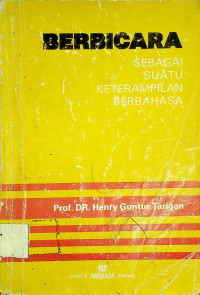 BERBICARA
SEBAGAI
SUATU
KETERAMPILAN
BERBAHASA
Prof. DR. Henry Guntur Tarigan